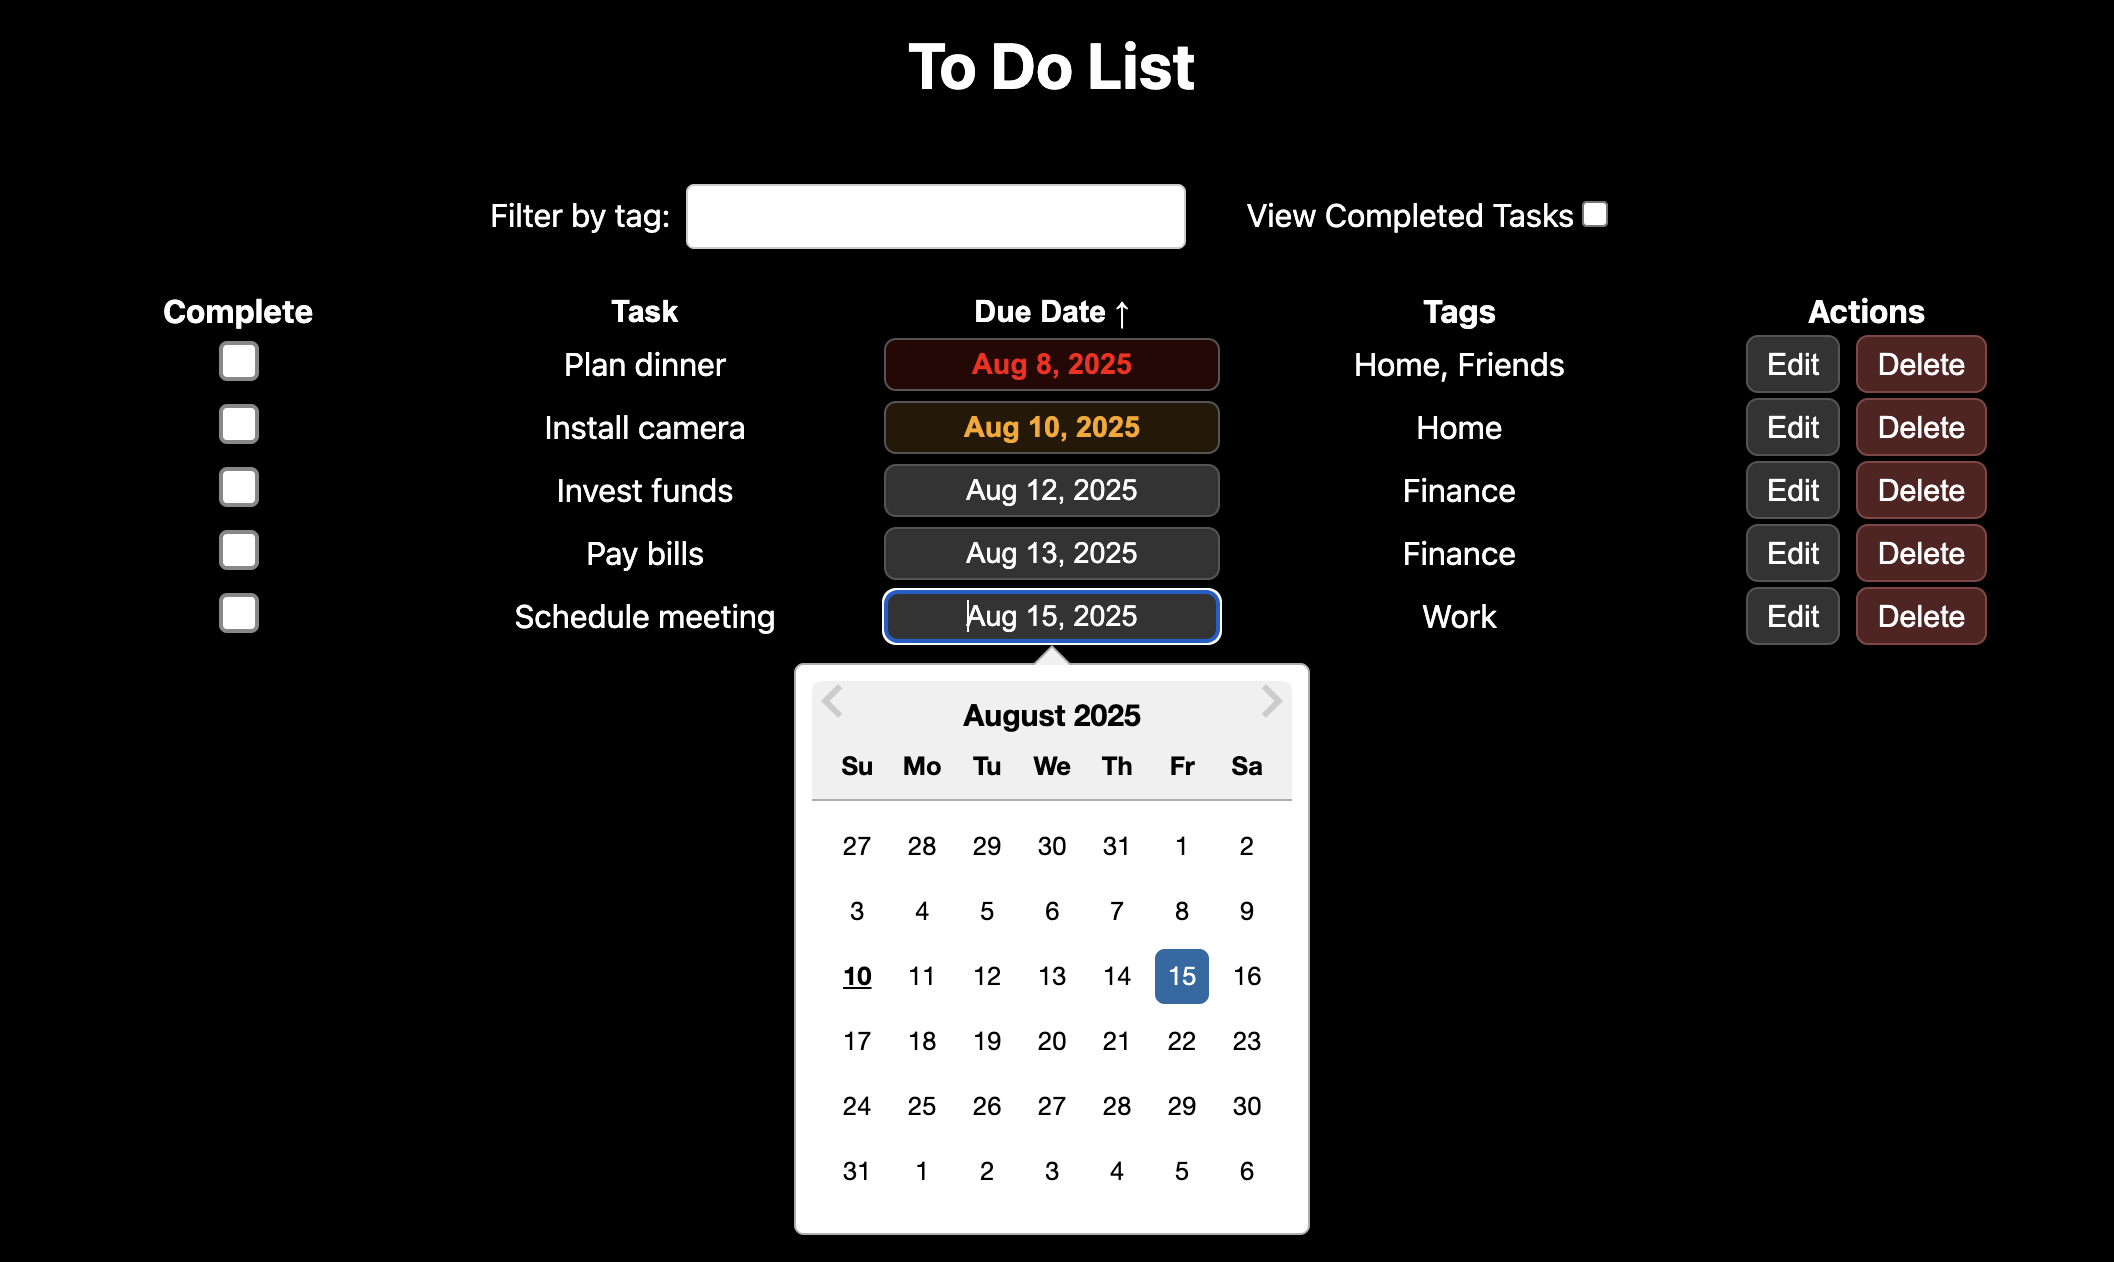 To Do List
Filter by tag: View Completed Tasks
Complete Task Due Date ↑ Tags Actions
Plan dinner Aug 8, 2025 Home, Friends Edit Delete
Install camera Aug 10, 2025 Home Edit Delete
Invest funds Aug 12, 2025 Finance Edit Delete
Pay bills Aug 13, 2025 Finance Edit Delete
Schedule meeting Aug 15, 2025 Work Edit Delete
August 2025
Su Mo Tu We Th Fr Sa
27 28 29 30 31 1 2
3 4 5 6 7 8 9
10 11 12 13 14 15 16
17 18 19 20 21 22 23
24 25 26 27 28 29 30
31 1 2 3 4 5 6